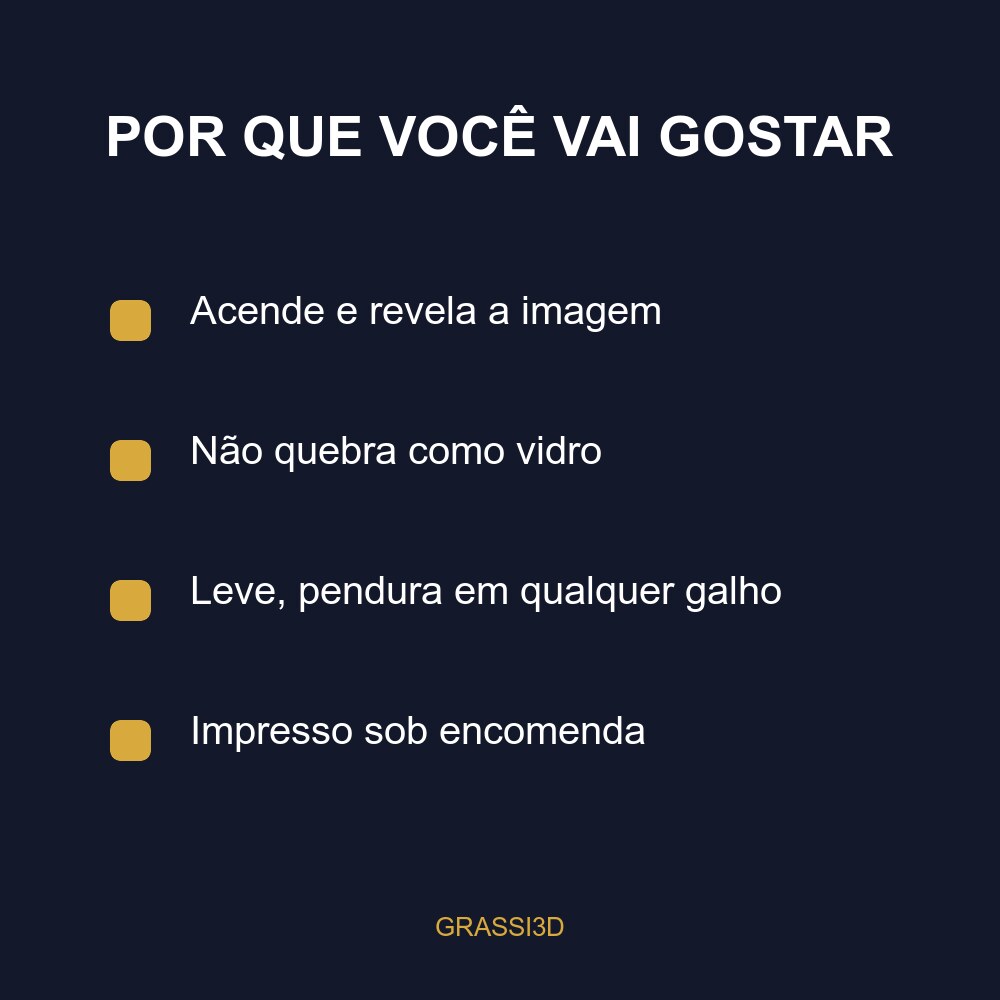 POR QUE VOCÊ VAI GOSTAR
Acende e revela a imagem
Não quebra como vidro
Leve, pendura em qualquer galho
Impresso sob encomenda
GRASSI3D